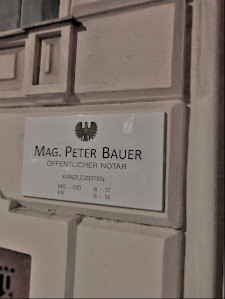 MAG. PETER BAUER
ÖFFENTLICHER NOTAR
KANZLEIZEITEN:
MO - DO : 8 - 17
FR : 8 - 14